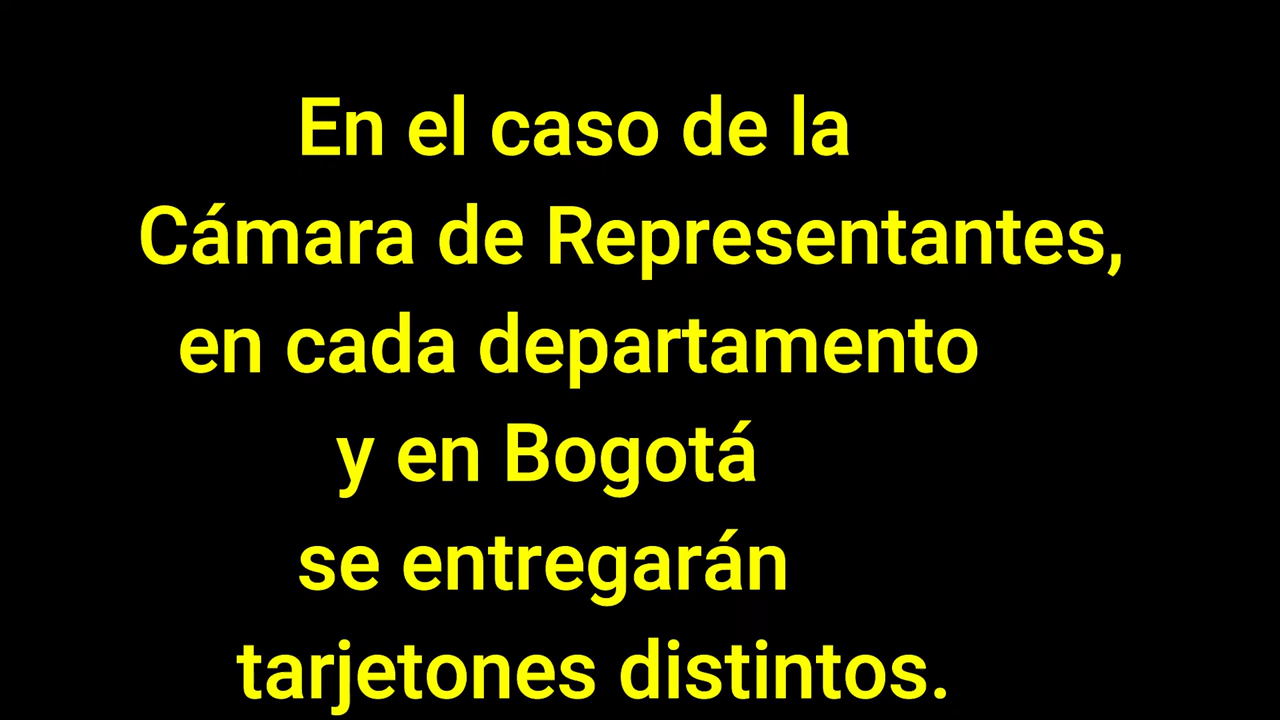 En el caso de la
Cámara de Representantes,
en cada departamento
y en Bogotá
se entregarán
tarjetones distintos.